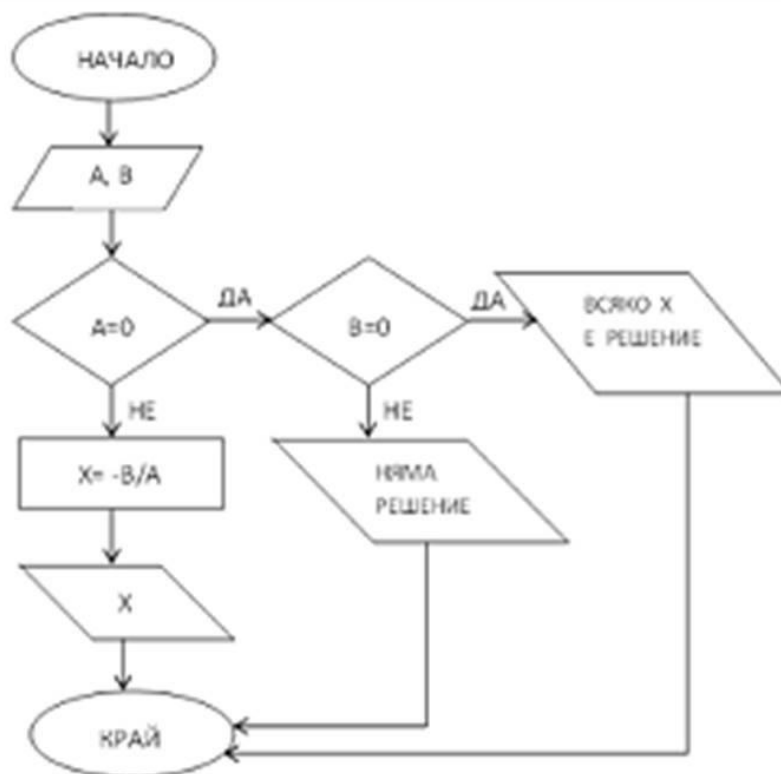 НАЧАЛО
А, В
А=0
ДА
В=0
ДА
ВСЯКО Х
Е РЕШЕНИЕ
НЕ
НЕ
Х= -В/А
НЯМА
РЕШЕНИЕ
Х
КРАЙ